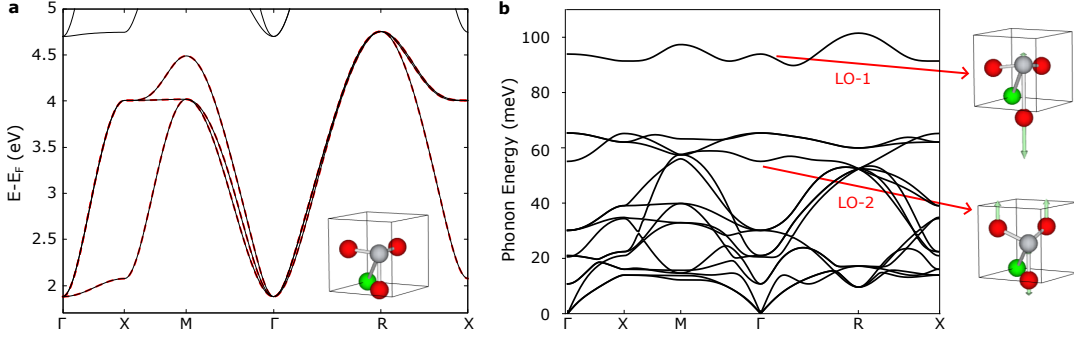 a
E-E_F (eV)
5
4.5
4
3.5
3
2.5
2
Γ X M Γ R X
b
Phonon Energy (meV)
100
80
60
40
20
0
Γ X M Γ R X
LO-1
LO-2